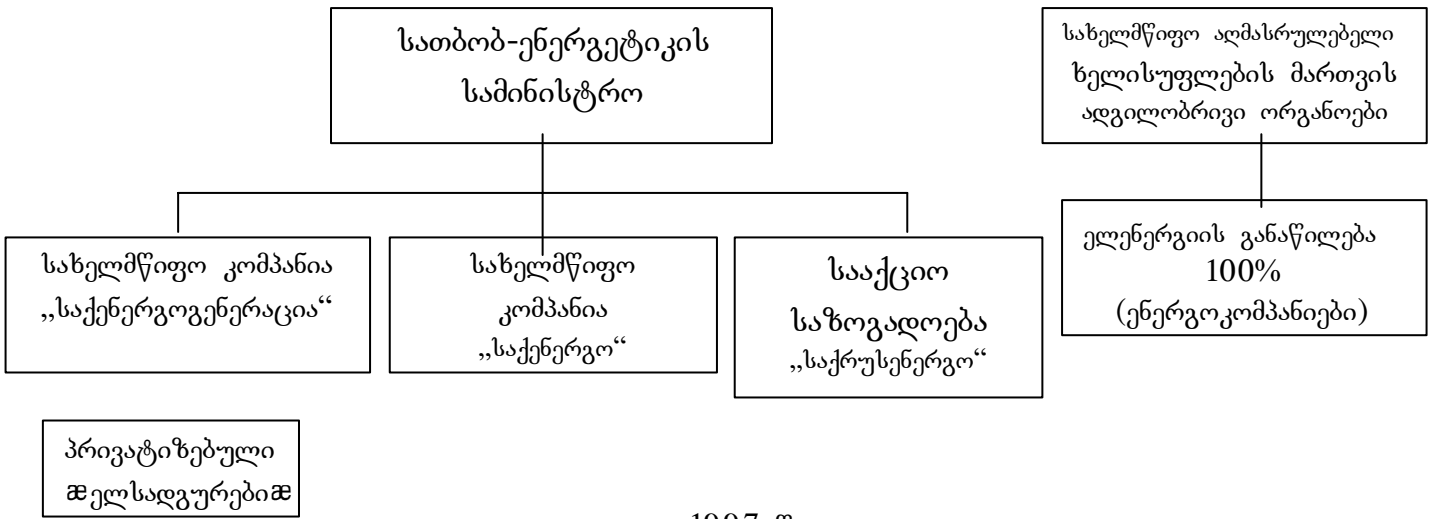 სათბობ-ენერგეტიკის
სამინისტრო
სახელმწიფო აღმასრულებელი
ხელისუფლების მართვის
ადგილობრივი ორგანოები
სახელმწიფო კომპანია
„საქენერგოგენერაცია“
სახელმწიფო
კომპანია
„საქენერგო“
სააქციო
საზოგადოება
„საქრუსენერგო“
ელენერგიის განაწილება
100%
(ენერგოკომპანიები)
პრივატიზებული
æელსადგურებიæ